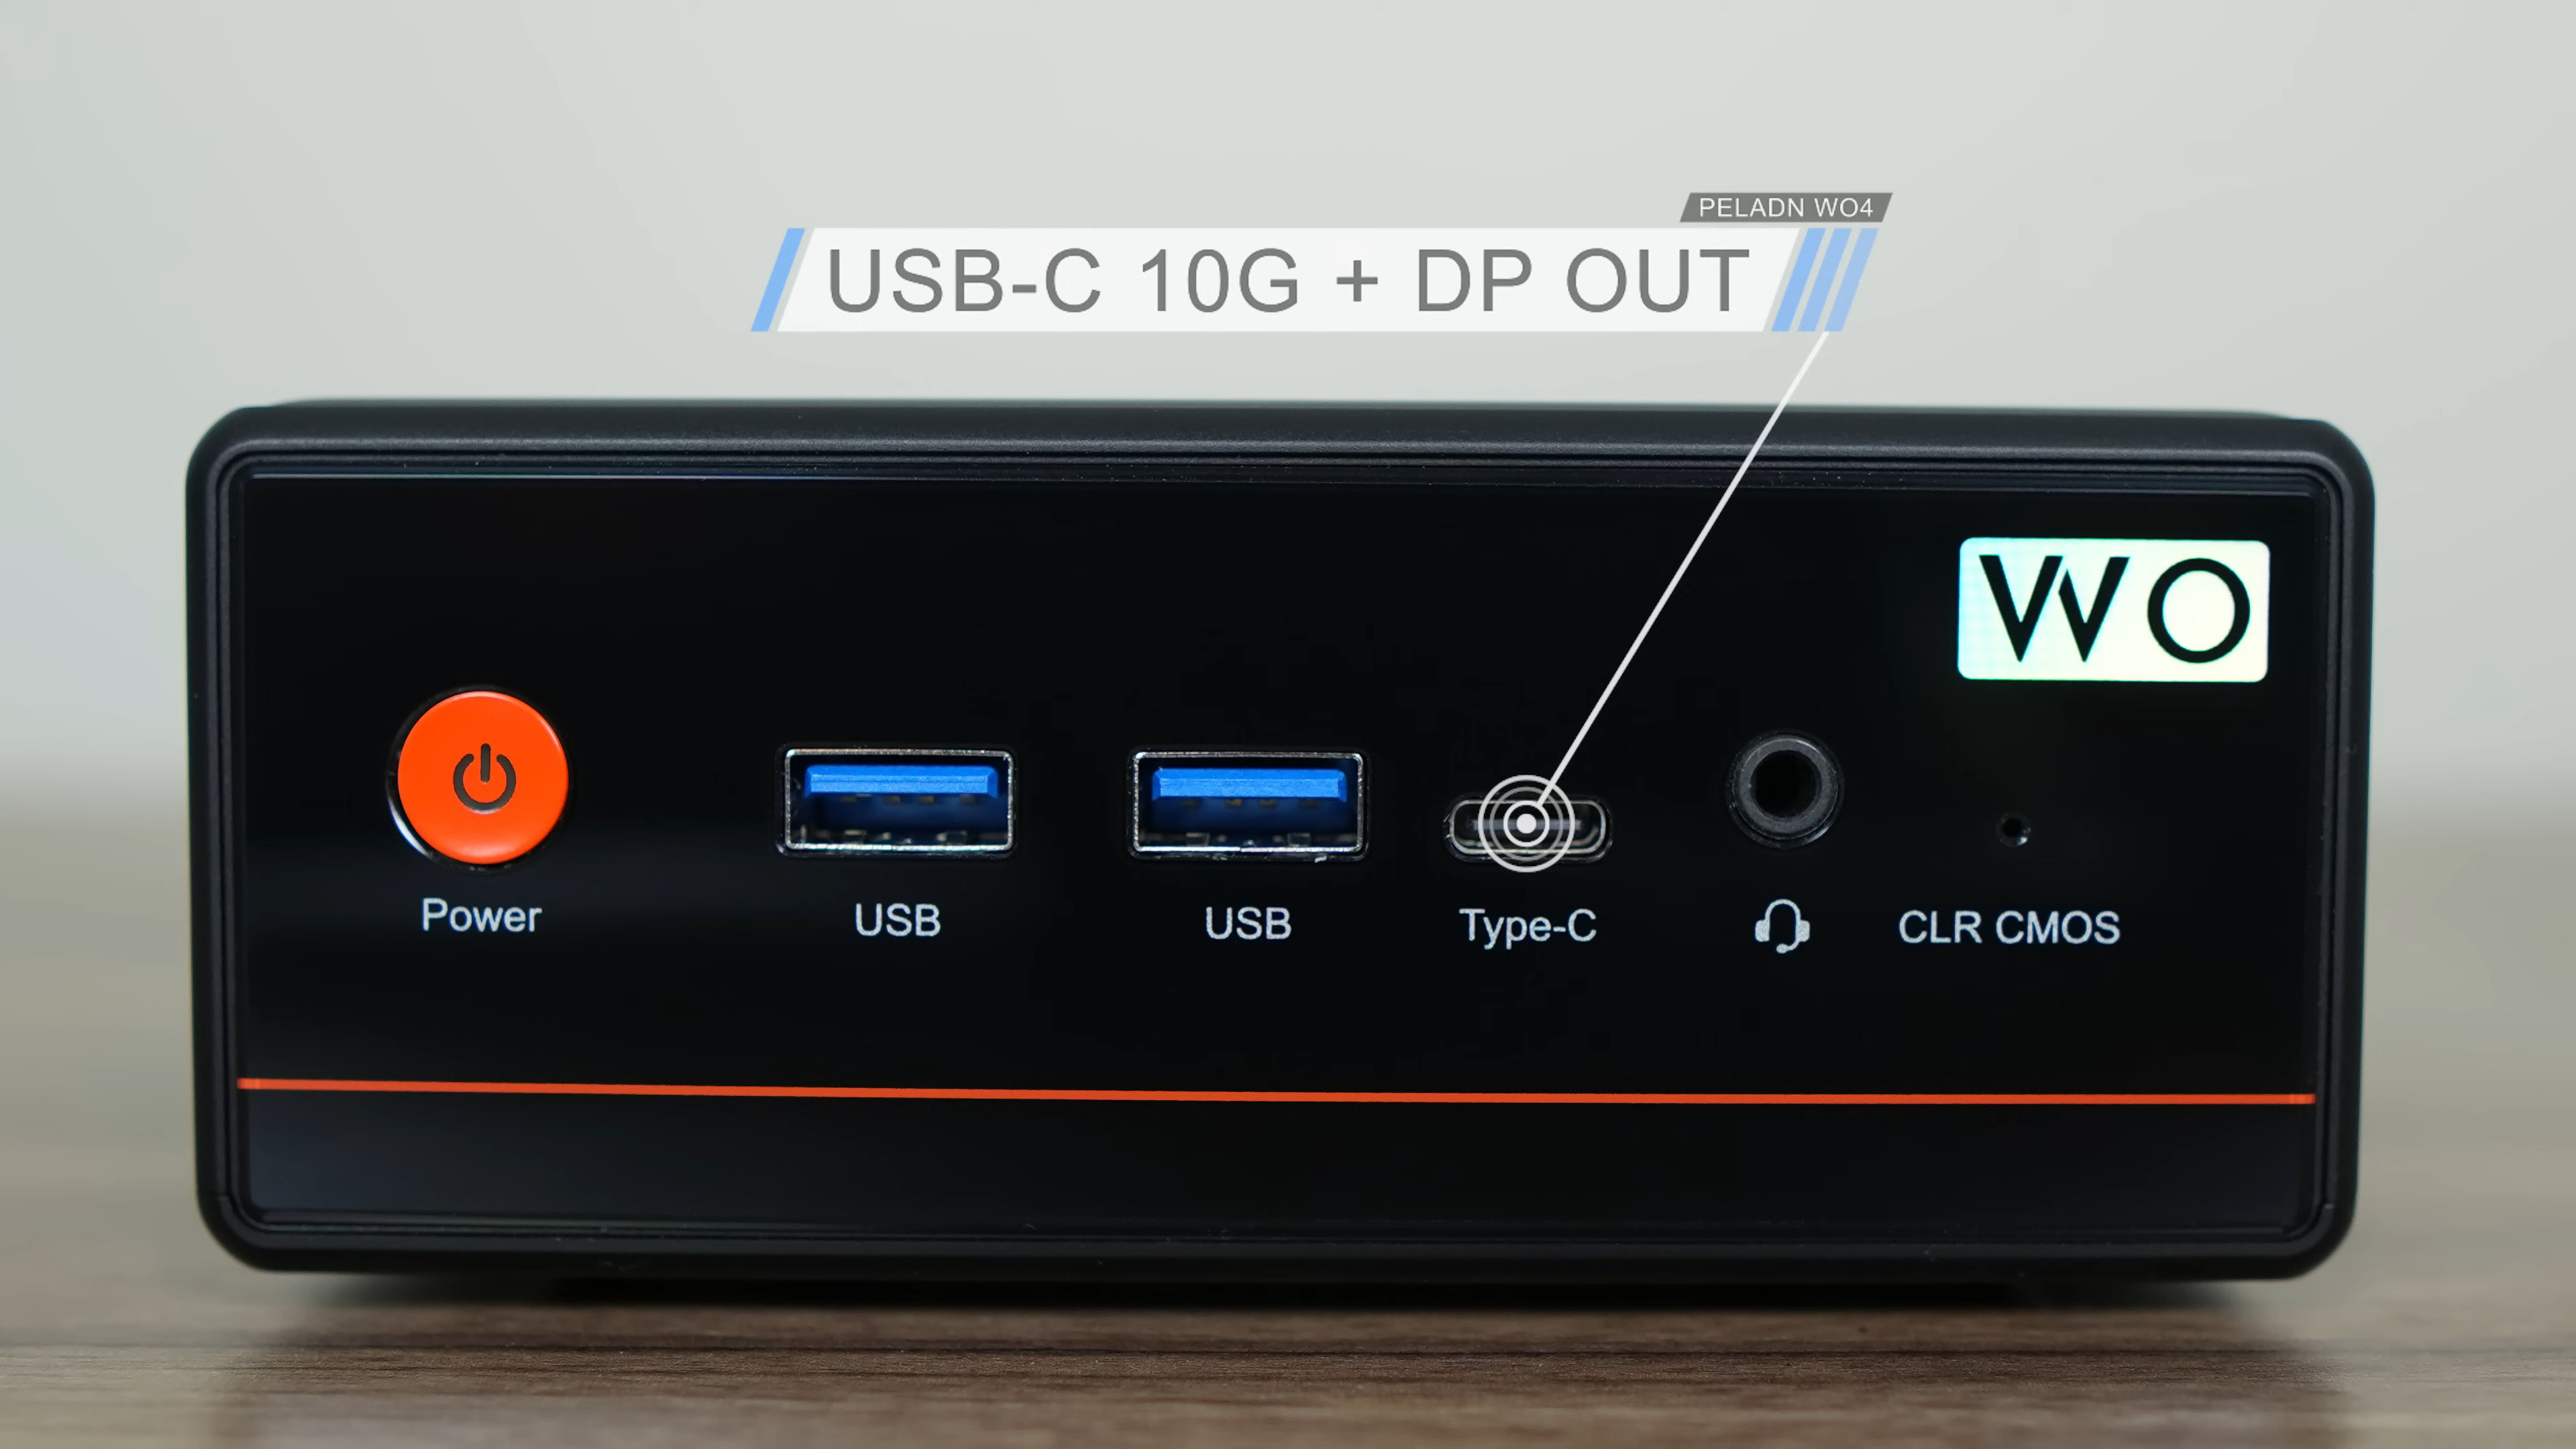 PELADN WO4
USB-C 10G + DP OUT
WO
Power
USB
USB
Type-C
CLR CMOS